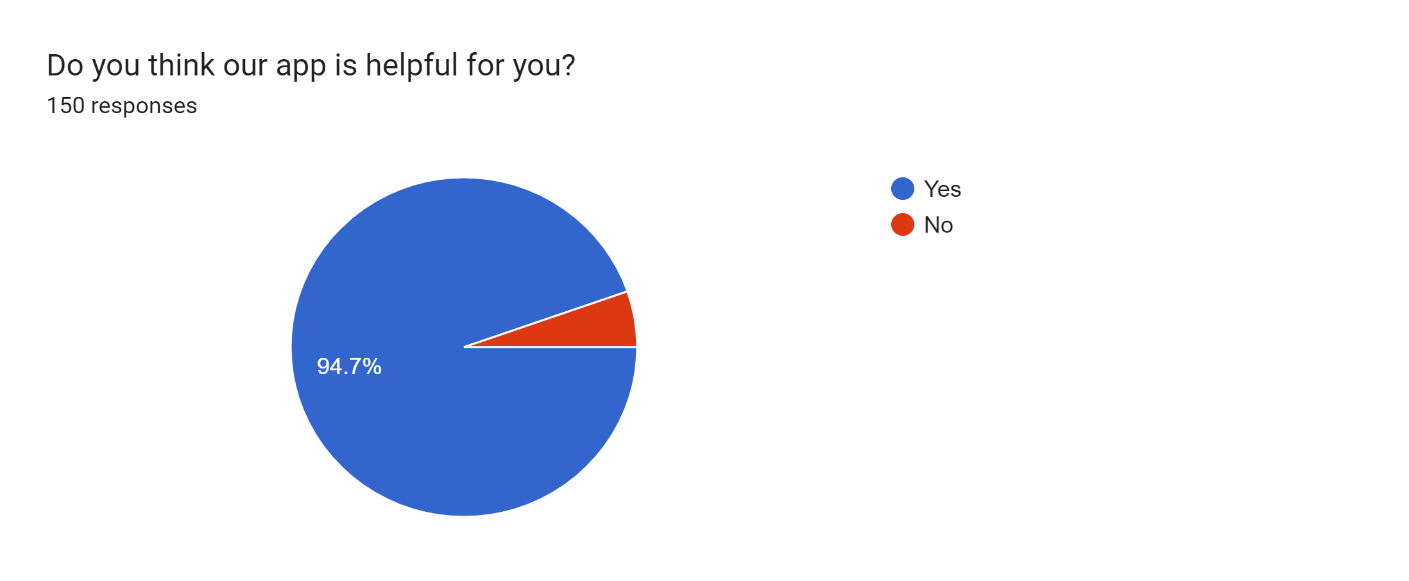 Do you think our app is helpful for you?
150 responses
Yes
No
94.7%